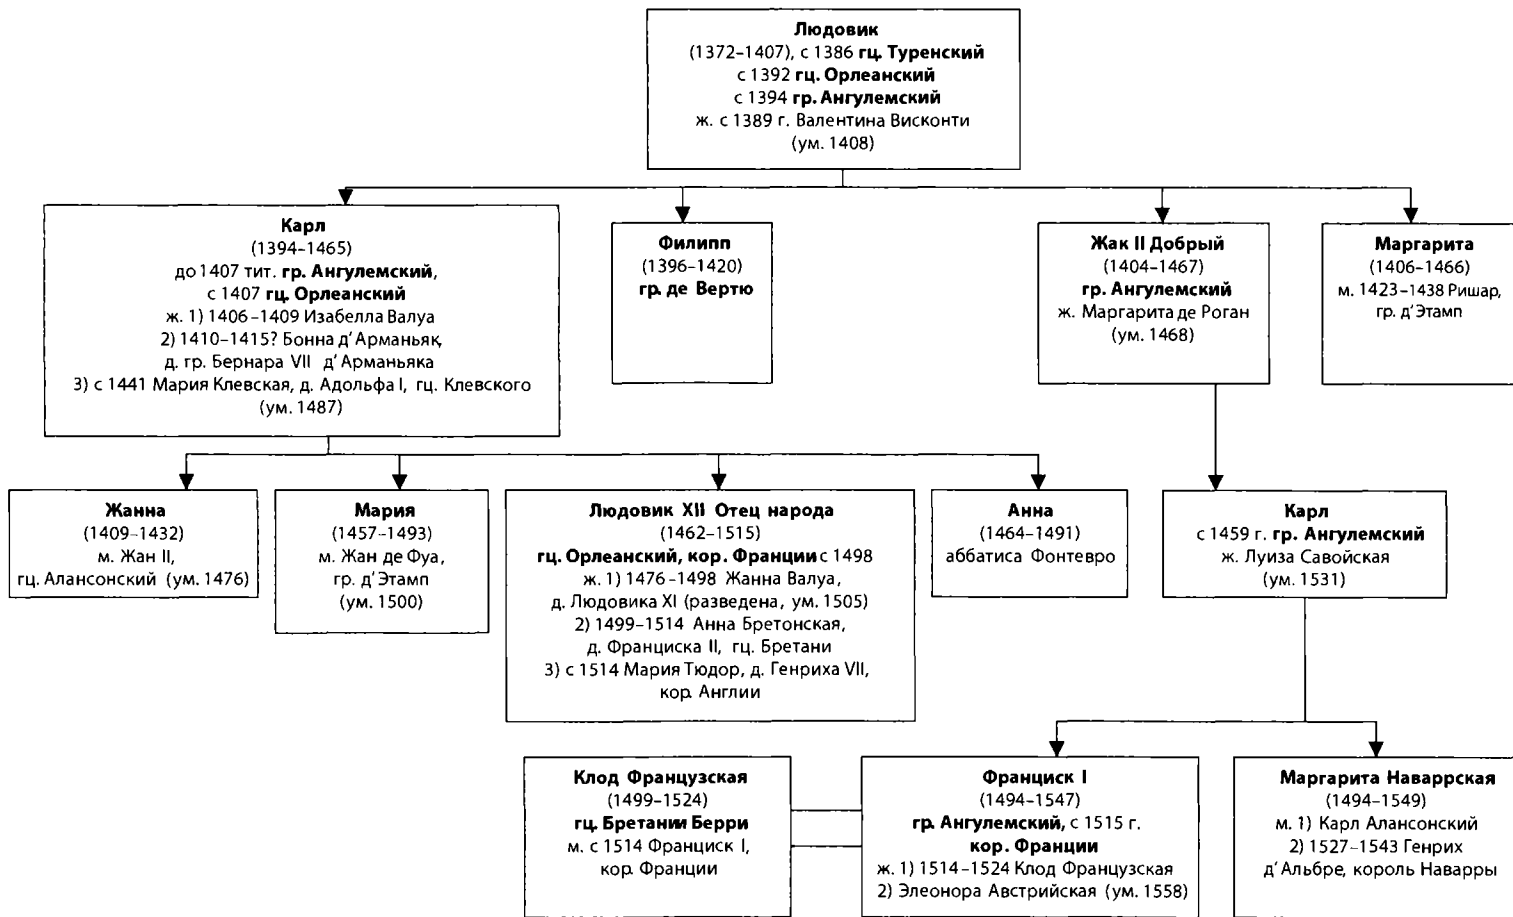 Людовик
(1372–1407), с 1386 гц. Туренский
с 1392 гц. Орлеанский
с 1394 гр. Ангулемский
ж. с 1389 г. Валентина Висконти
(ум. 1408)
Карл
(1394–1465)
до 1407 тит. гр. Ангулемский,
с 1407 гц. Орлеанский
ж. 1) 1406–1409 Изабелла Валуа
2) 1410–1415? Бонна д'Арманьяк,
д. гр. Бернара VII д'Арманьяка
3) с 1441 Мария Клевская, д. Адольфа I, гц. Клевского
(ум. 1487)
Филипп
(1396–1420)
гр. де Вертю
Жак II Добрый
(1404–1467)
гр. Ангулемский
ж. Маргарита де Роган
(ум. 1468)
Маргарита
(1406–1466)
м. 1423–1438 Ришар,
гр. д'Этамп
Жанна
(1409–1432)
м. Жан II,
гц. Алансонский (ум. 1476)
Мария
(1457–1493)
м. Жан де Фуа,
гр. д'Этамп
(ум. 1500)
Людовик XII Отец народа
(1462–1515)
гц. Орлеанский, кор. Франции с 1498
ж. 1) 1476–1498 Жанна Валуа,
д. Людовика XI (разведена, ум. 1505)
2) 1499–1514 Анна Бретонская,
д. Франциска II, гц. Бретани
3) с 1514 Мария Тюдор, д. Генриха VII,
кор. Англии
Анна
(1464–1491)
аббатиса Фонтевро
Карл
с 1459 г. гр. Ангулемский
ж. Луиза Савойская
(ум. 1531)
Клод Французская
(1499–1524)
гц. Бретании Берри
м. с 1514 Франциск I,
кор. Франции
Франциск I
(1494–1547)
гр. Ангулемский, с 1515 г.
кор. Франции
ж. 1) 1514–1524 Клод Французская
2) Элеонора Австрийская (ум. 1558)
Маргарита Наваррская
(1494–1549)
м. 1) Карл Алансонский
2) 1527–1543 Генрих
д'Альбре, король Наварры